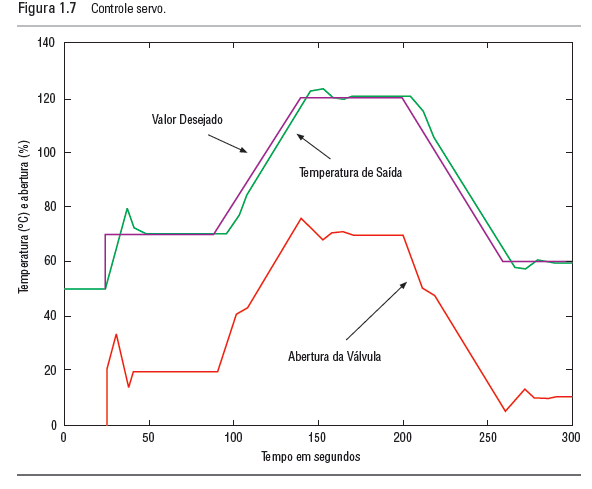 Figura 1.7 Controle servo.
140
120
100
80
60
40
20
0
Temperatura (ºC) e abertura (%)
Valor Desejado
Temperatura de Saída
Abertura da Válvula
0 50 100 150 200 250 300
Tempo em segundos